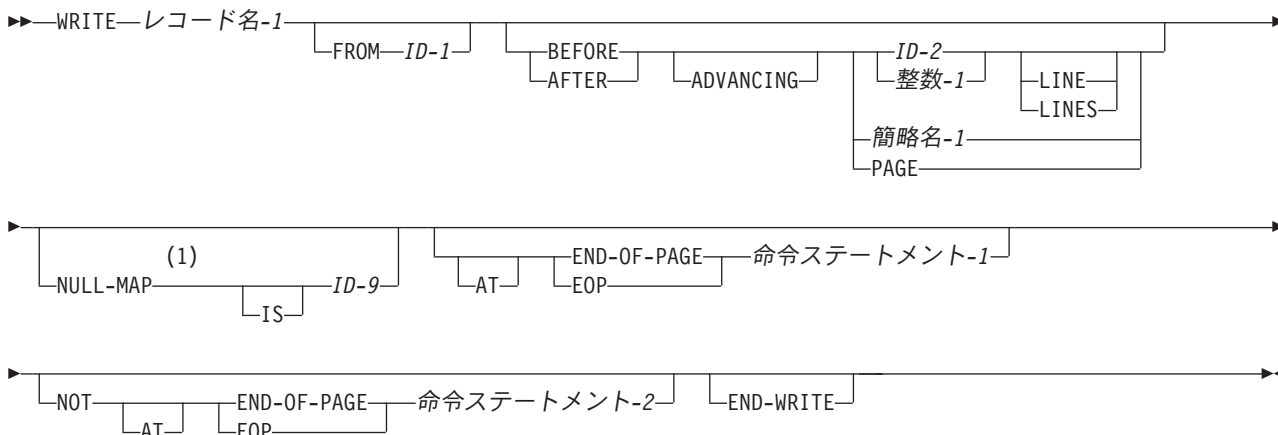 WRITE レコード名-1
FROM ID-1
BEFORE
AFTER
ADVANCING
ID-2
整数-1
LINE
LINES
簡略名-1
PAGE
(1)
NULL-MAP
IS
ID-9
AT
END-OF-PAGE
EOP
命令ステートメント-1
NOT
AT
END-OF-PAGE
EOP
命令ステートメント-2
END-WRITE